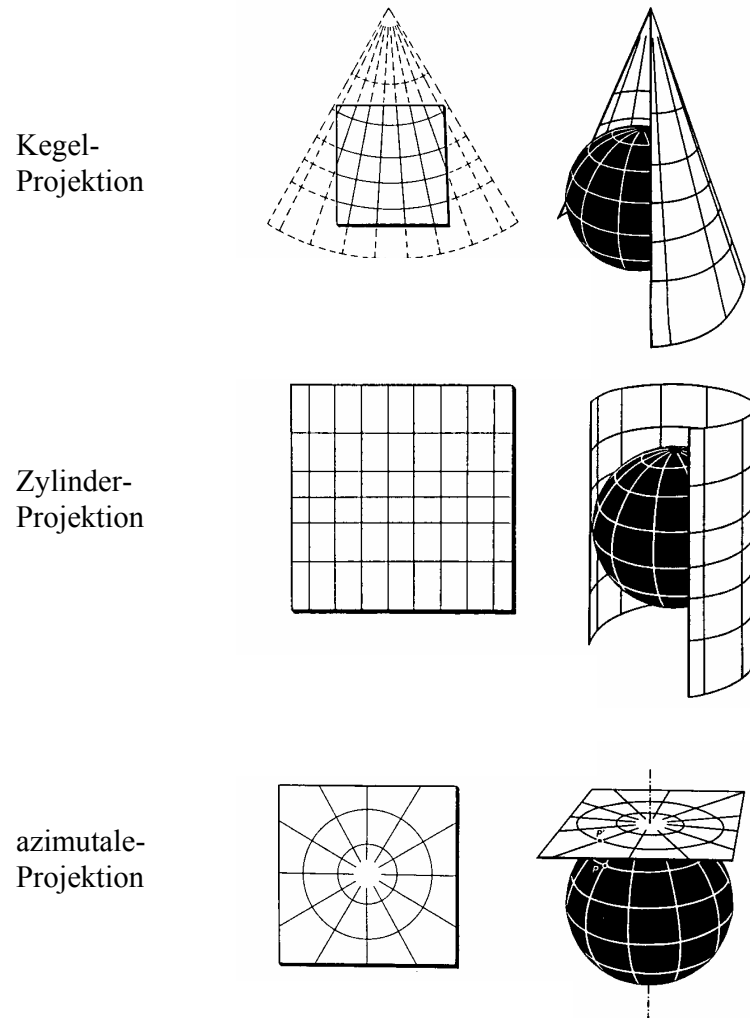 Kegel-
Projektion
Zylinder-
Projektion
azimutale-
Projektion
P'
P